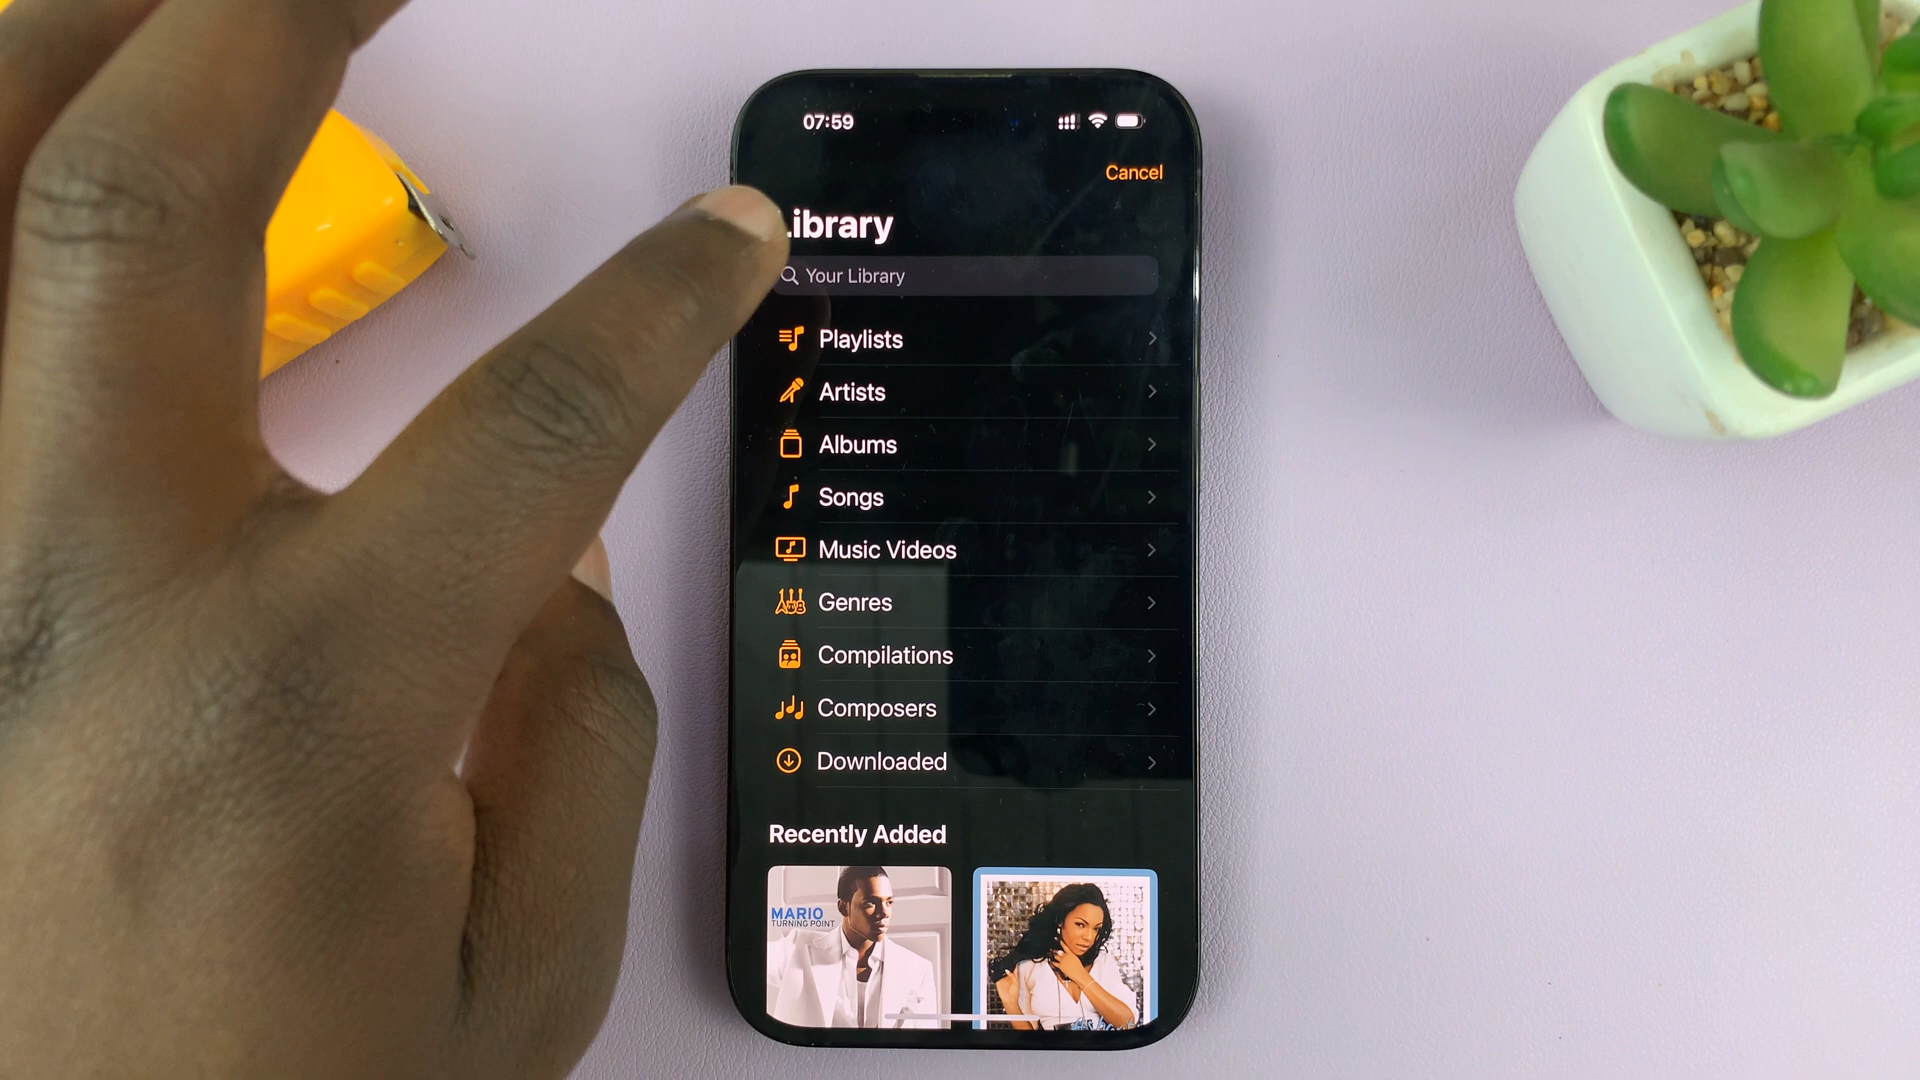 07:59
Cancel
Library
Your Library
Playlists
Artists
Albums
Songs
Music Videos
Genres
Compilations
Composers
Downloaded
Recently Added
MARIO
TURNING POINT